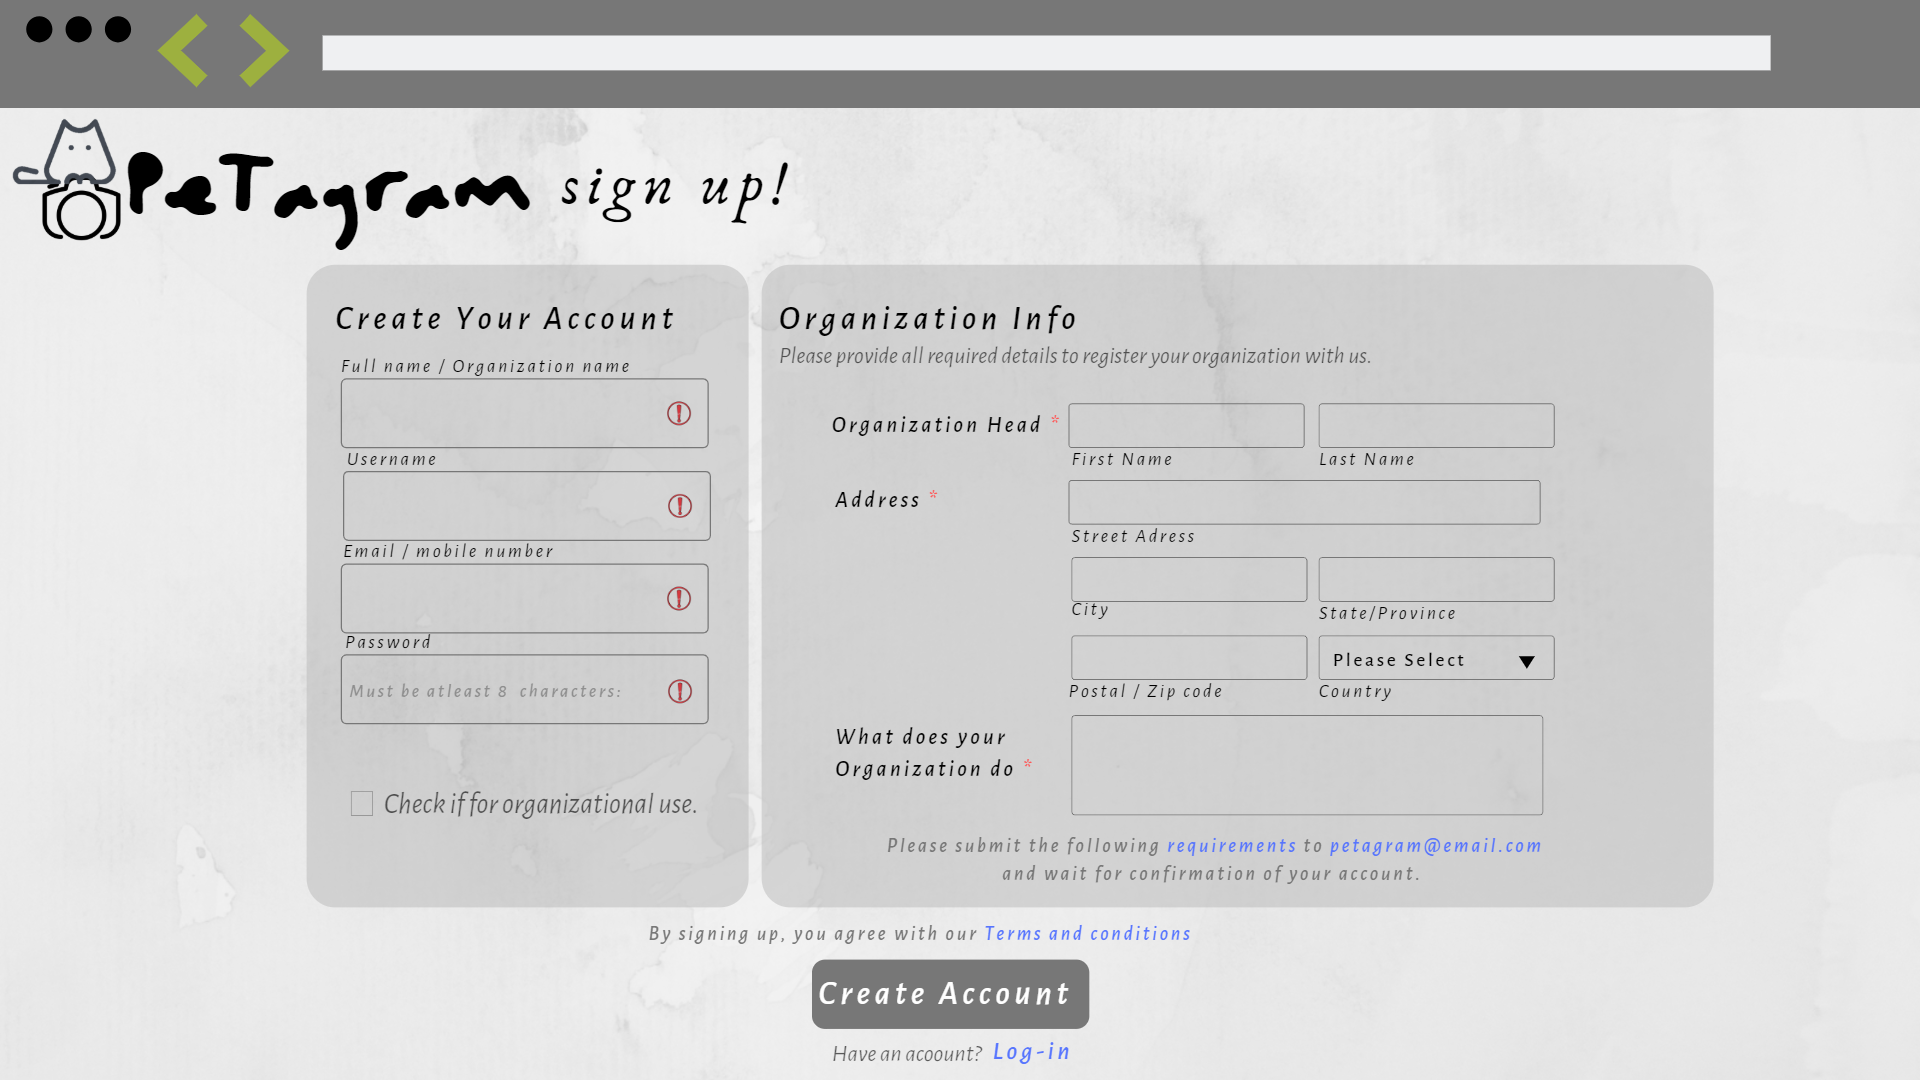 PeTagram sign up!
Create Your Account
Full name / Organization name
Username
Email / mobile number
Password
Must be atleast 8 characters:
Check if for organizational use.
Organization Info
Please provide all required details to register your organization with us.
Organization Head *
First Name
Last Name
Address *
Street Adress
City
State/Province
Please Select
Postal / Zip code
Country
What does your
Organization do *
Please submit the following requirements to petagram@email.com
and wait for confirmation of your account.
By signing up, you agree with our Terms and conditions
Create Account
Have an acoount? Log-in